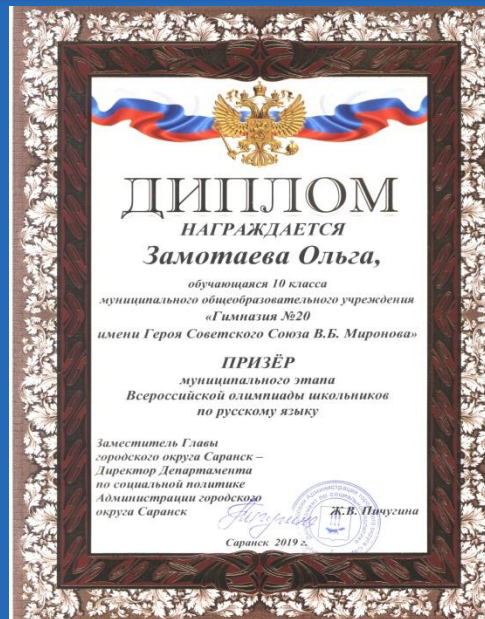 ДИПЛОМ
НАГРАЖДАЕТСЯ
Замотаева Ольга,
обучающаяся 10 класса
муниципального общеобразовательного учреждения
«Гимназия №20
имени Героя Советского Союза В.Б. Миронова»
ПРИЗЁР
муниципального этапа
Всероссийской олимпиады школьников
по русскому языку
Заместитель Главы
городского округа Саранск –
Директор Департамента
по социальной политике
Администрации городского
округа Саранск Ж.В. Пичугина
Саранск 2019 г.